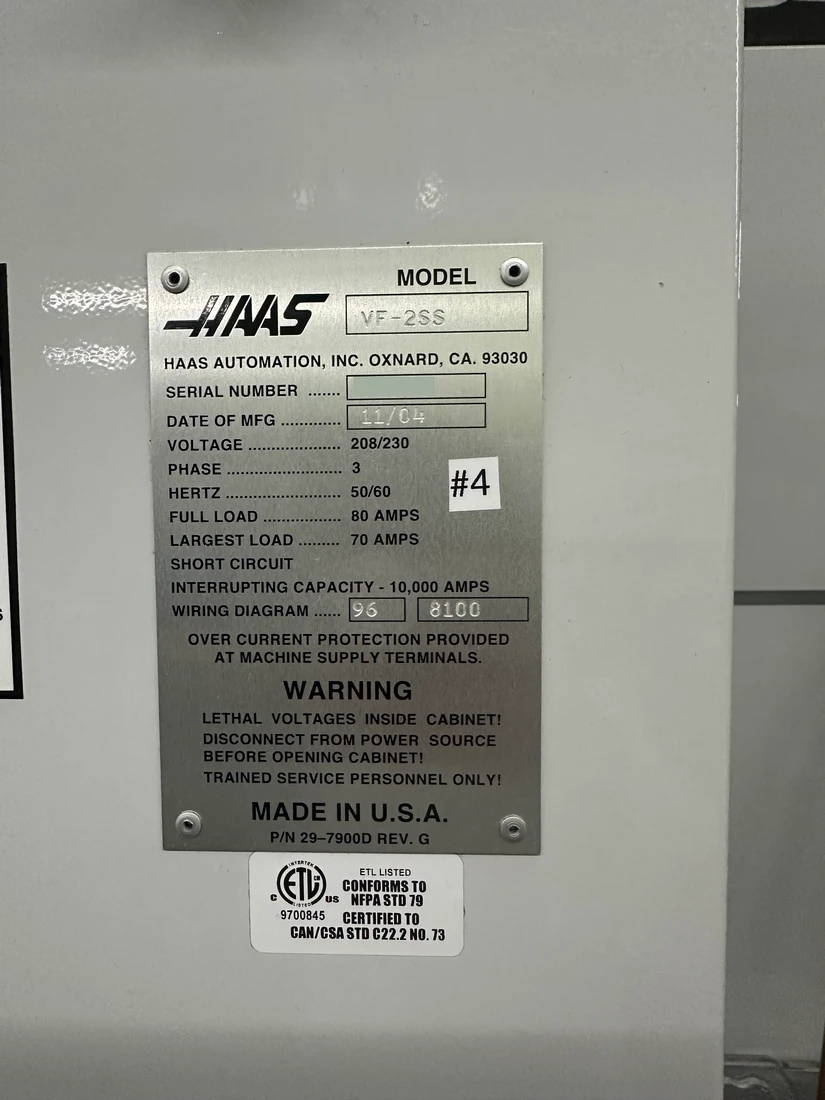 MODEL
HAAS
VF-2SS
HAAS AUTOMATION, INC. OXNARD, CA. 93030
SERIAL NUMBER .......
DATE OF MFG ............. 11/04
VOLTAGE .................... 208/230
PHASE ......................... 3
HERTZ ......................... 50/60
FULL LOAD ................. 80 AMPS
LARGEST LOAD ......... 70 AMPS
#4
SHORT CIRCUIT
INTERRUPTING CAPACITY - 10,000 AMPS
WIRING DIAGRAM ...... 96 8100
OVER CURRENT PROTECTION PROVIDED
AT MACHINE SUPPLY TERMINALS.
WARNING
LETHAL VOLTAGES INSIDE CABINET!
DISCONNECT FROM POWER SOURCE
BEFORE OPENING CABINET!
TRAINED SERVICE PERSONNEL ONLY!
MADE IN U.S.A.
P/N 29-7900D REV. G
INTERTEK
ETL CM
LISTED
C US
9700845
ETL LISTED
CONFORMS TO
NFPA STD 79
CERTIFIED TO
CAN/CSA STD C22.2 NO. 73